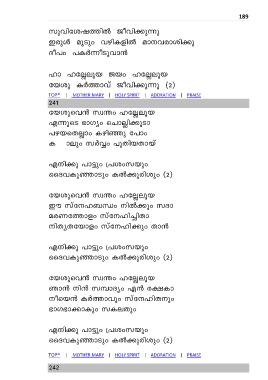 189
സുവിശേഷത്തിൽ ജീവിക്കുന്നു
ഇരുൾ മൂടും വഴികളിൽ മാനവരാശിക്കു
ദീപം പകർന്നീടുവാൻ
ഹാ ഹല്ലേലൂയ ജയം ഹല്ലേലൂയ
യേശു കർത്താവ് ജീവിക്കുന്നു (2)
TOP^ | MOTHER MARY | HOLY SPIRIT | ADORATION | PRAISE
241
യേശുവെൻ സ്വന്തം ഹല്ലേലൂയ
എന്നുടെ ഭാഗ്യം ചൊല്ലിക്കൂടാ
പഴയതെല്ലാം കഴിഞ്ഞു പോം
ക ാലും സർവ്വം പുതിയതായ്
എനിക്കു പാട്ടും പ്രശംസയും
ദൈവകുഞ്ഞാടും കൽക്കുരിശും (2)
യേശുവെൻ സ്വന്തം ഹല്ലേലൂയ
ഈ സ്നേഹബന്ധം നിൽക്കും സദാ
മരണത്തോളം സ്നേഹിച്ചിതാ
നിത്യതയോളം സ്നേഹിക്കും താൻ
എനിക്കു പാട്ടും പ്രശംസയും
ദൈവകുഞ്ഞാടും കൽക്കുരിശും (2)
യേശുവെൻ സ്വന്തം ഹല്ലേലൂയ
ഞാൻ നിൻ സമ്പാദ്യം എൻ രക്ഷകാ
നീയെൻ കർത്താവും സ്നേഹിതനും
ഭാഗഭാക്കാകും സകലതും
എനിക്കു പാട്ടും പ്രശംസയും
ദൈവകുഞ്ഞാടും കൽക്കുരിശും (2)
TOP^ | MOTHER MARY | HOLY SPIRIT | ADORATION | PRAISE
242